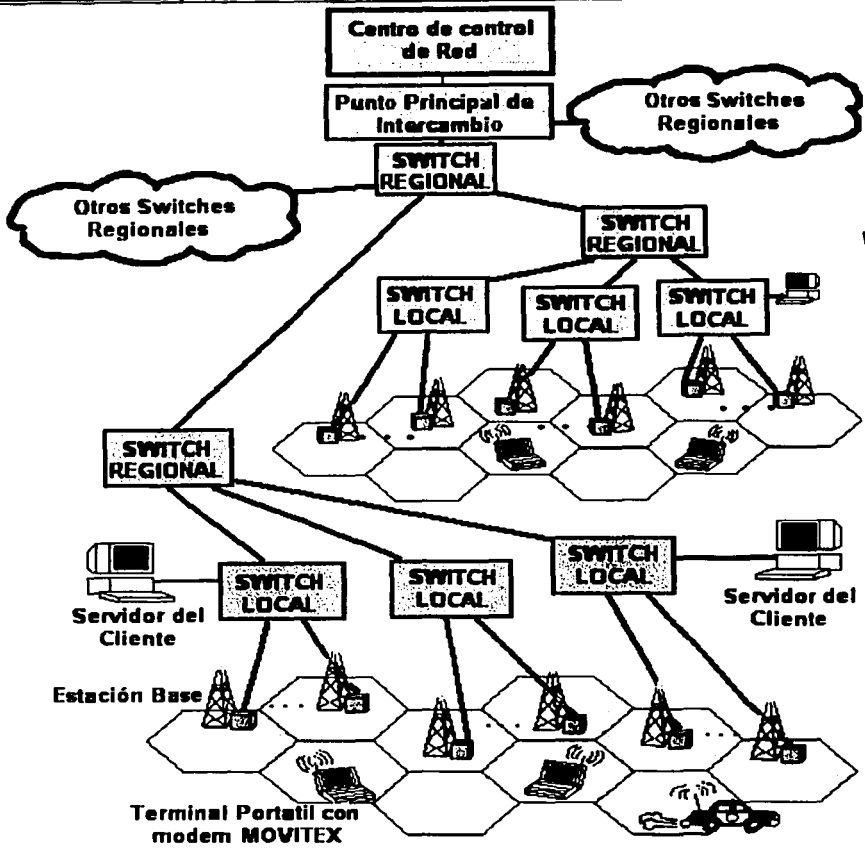 Centro de control
de Red
Punto Principal de
Intercambio
Otros Switches
Regionales
SWITCH
REGIONAL
Otros Switches
Regionales
SWITCH
REGIONAL
SWITCH
LOCAL
SWITCH
LOCAL
SWITCH
LOCAL
SWITCH
REGIONAL
SWITCH
LOCAL
SWITCH
LOCAL
SWITCH
LOCAL
Servidor del
Cliente
Servidor del
Cliente
Estación Base
Terminal Portatil con
modem MOVITEX